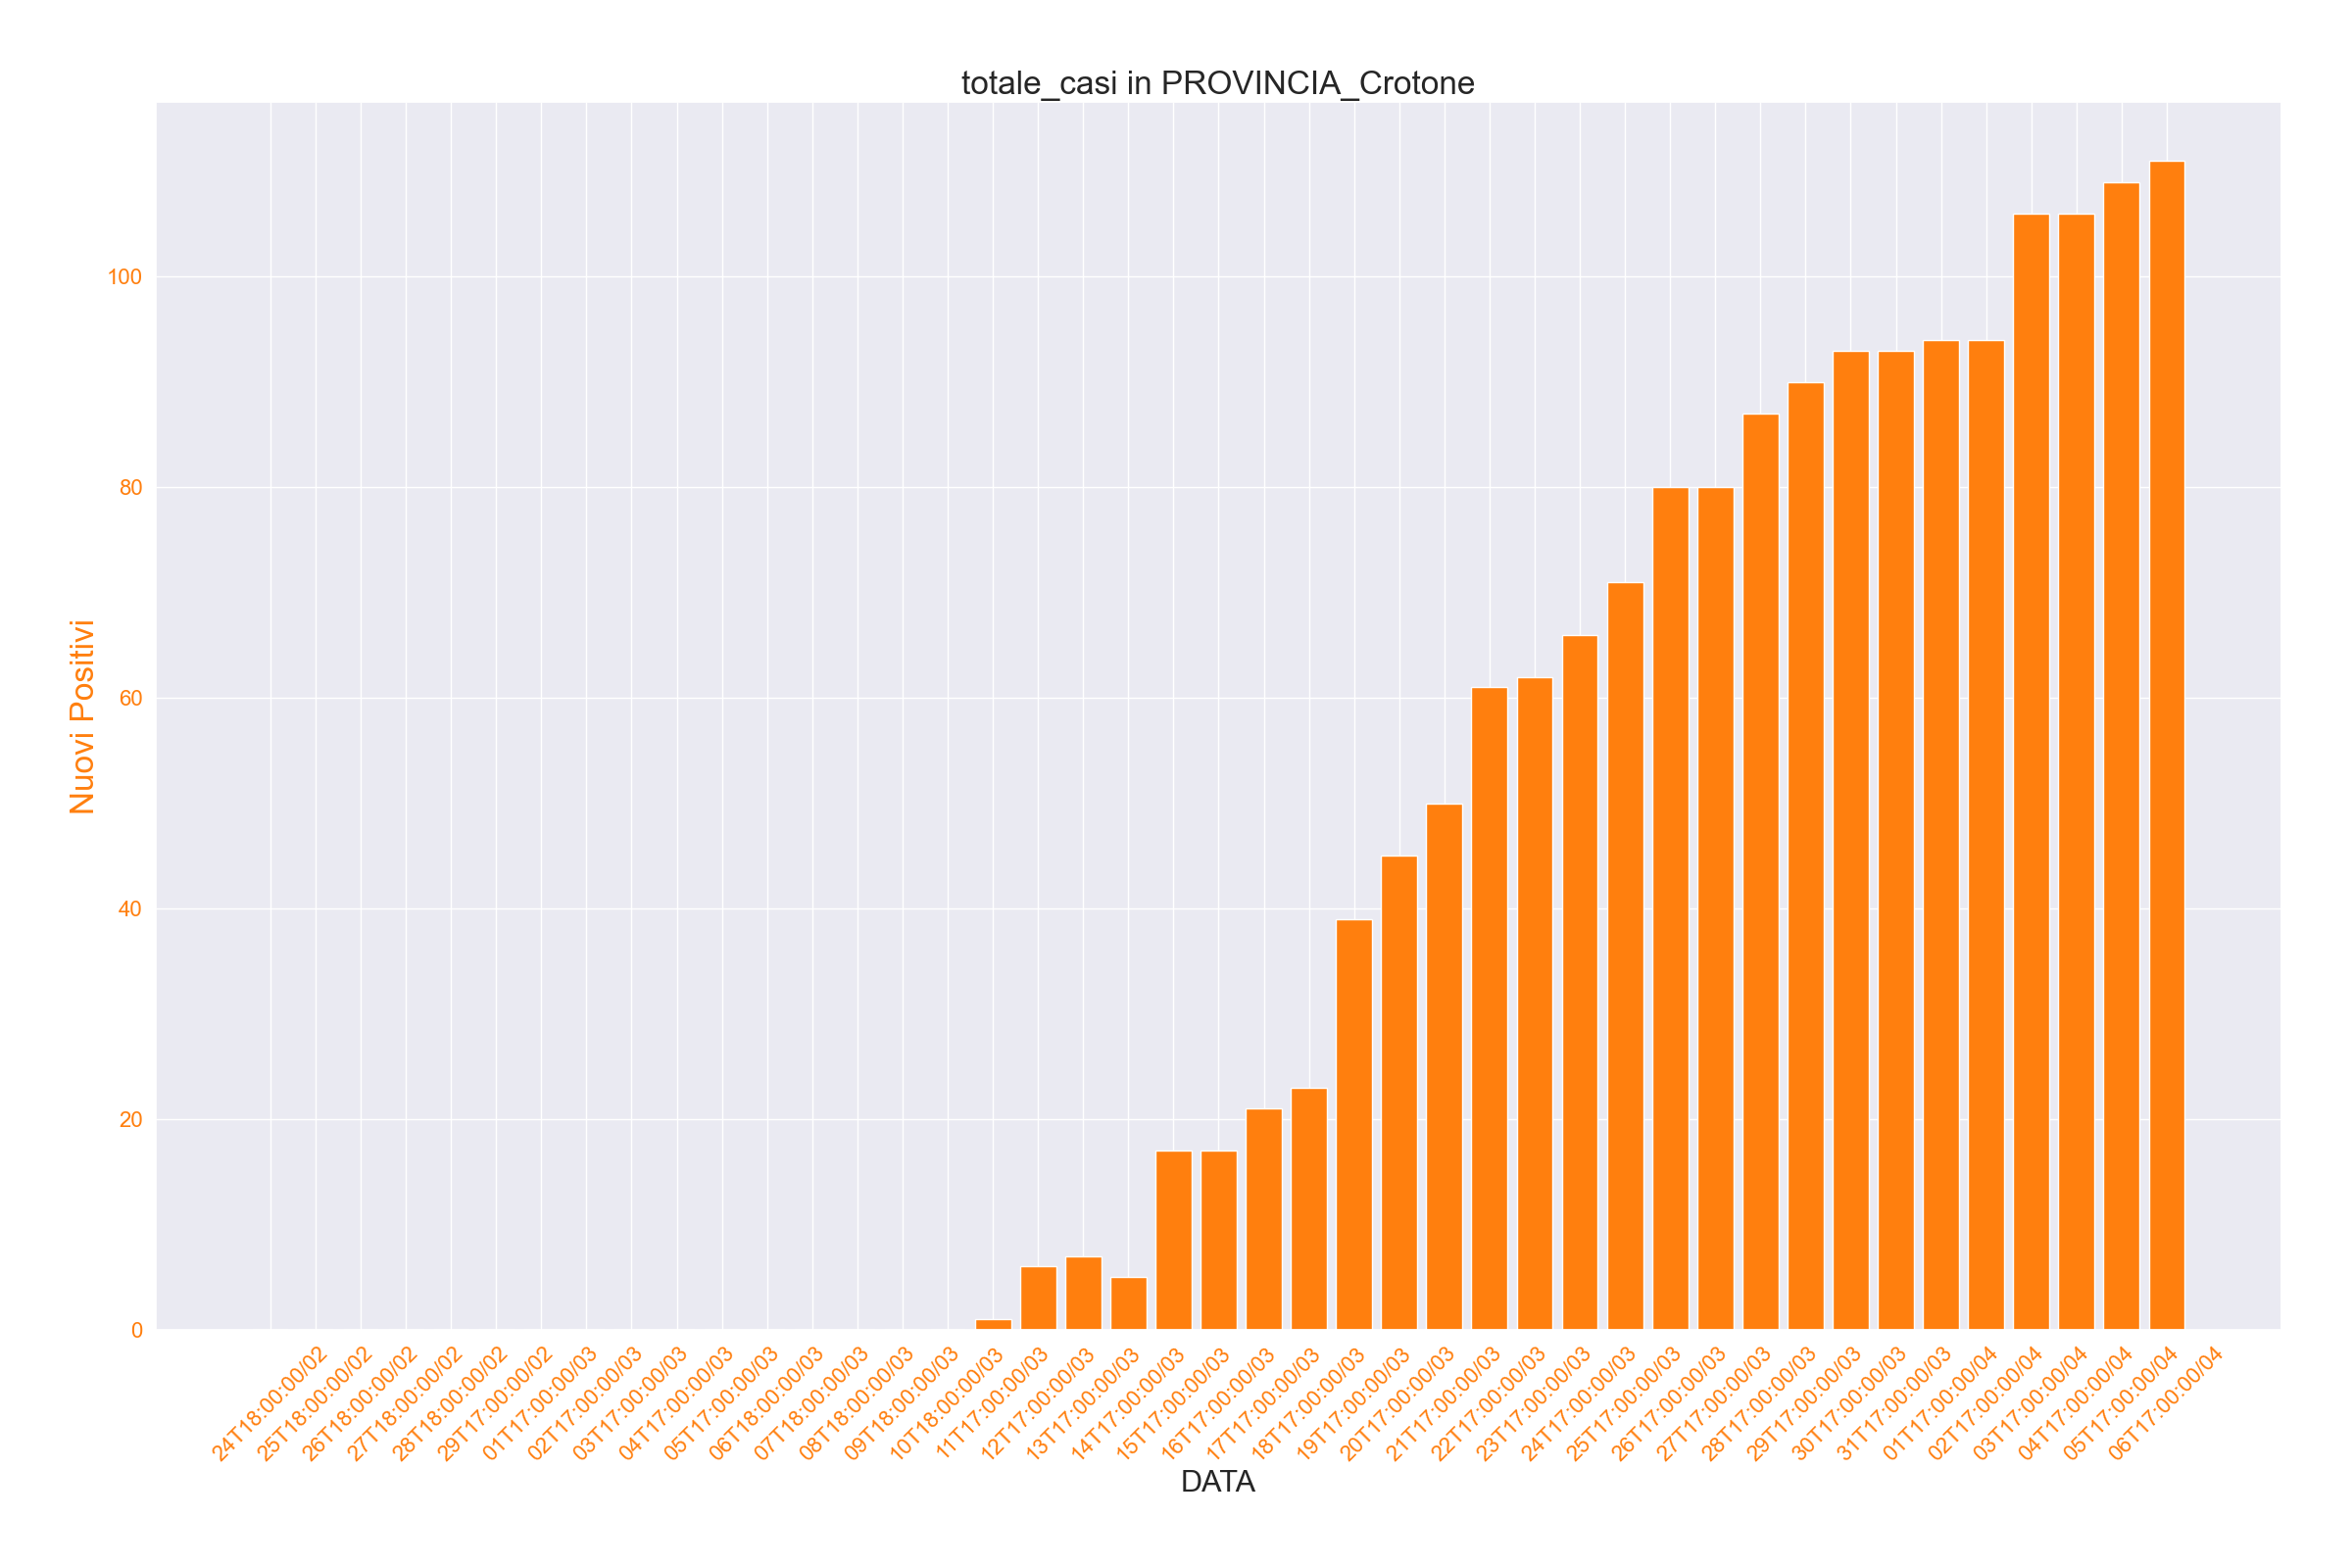 totale_casi in PROVINCIA_Crotone
100
80
60
40
20
0
Nuovi Positivi
24T18:00:00/02
25T18:00:00/02
26T18:00:00/02
27T18:00:00/02
28T18:00:00/02
29T17:00:00/02
01T17:00:00/03
02T17:00:00/03
03T17:00:00/03
04T17:00:00/03
05T17:00:00/03
06T18:00:00/03
07T18:00:00/03
08T18:00:00/03
09T18:00:00/03
10T18:00:00/03
11T17:00:00/03
12T17:00:00/03
13T17:00:00/03
14T17:00:00/03
15T17:00:00/03
16T17:00:00/03
17T17:00:00/03
18T17:00:00/03
19T17:00:00/03
20T17:00:00/03
21T17:00:00/03
22T17:00:00/03
23T17:00:00/03
24T17:00:00/03
25T17:00:00/03
26T17:00:00/03
27T17:00:00/03
28T17:00:00/03
29T17:00:00/03
30T17:00:00/03
31T17:00:00/03
01T17:00:00/04
02T17:00:00/04
03T17:00:00/04
04T17:00:00/04
05T17:00:00/04
06T17:00:00/04
DATA